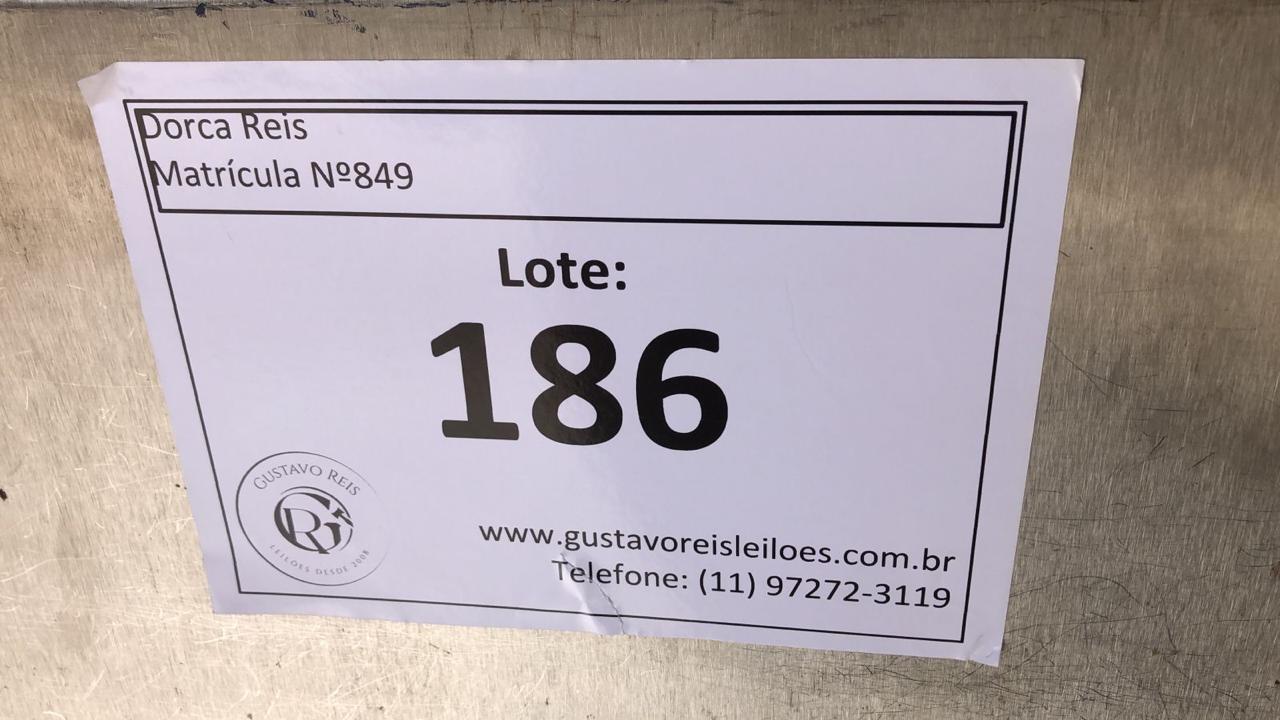 Dorca Reis
Matrícula Nº849
Lote:
186
GUSTAVO REIS
GR
LEILÕES DESDE 2008
www.gustavoreisleiloes.com.br
Telefone: (11) 97272-3119